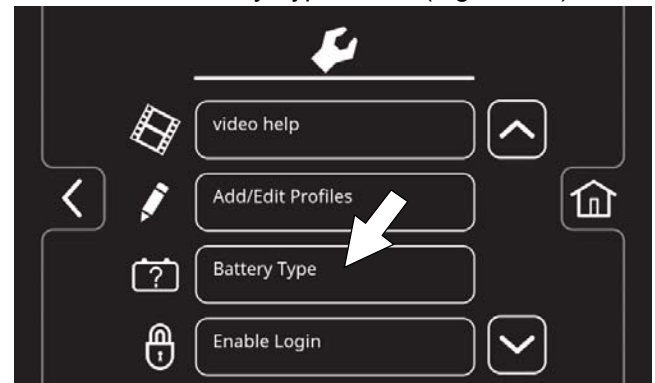 video help
Add/Edit Profiles
Battery Type
?
Enable Login